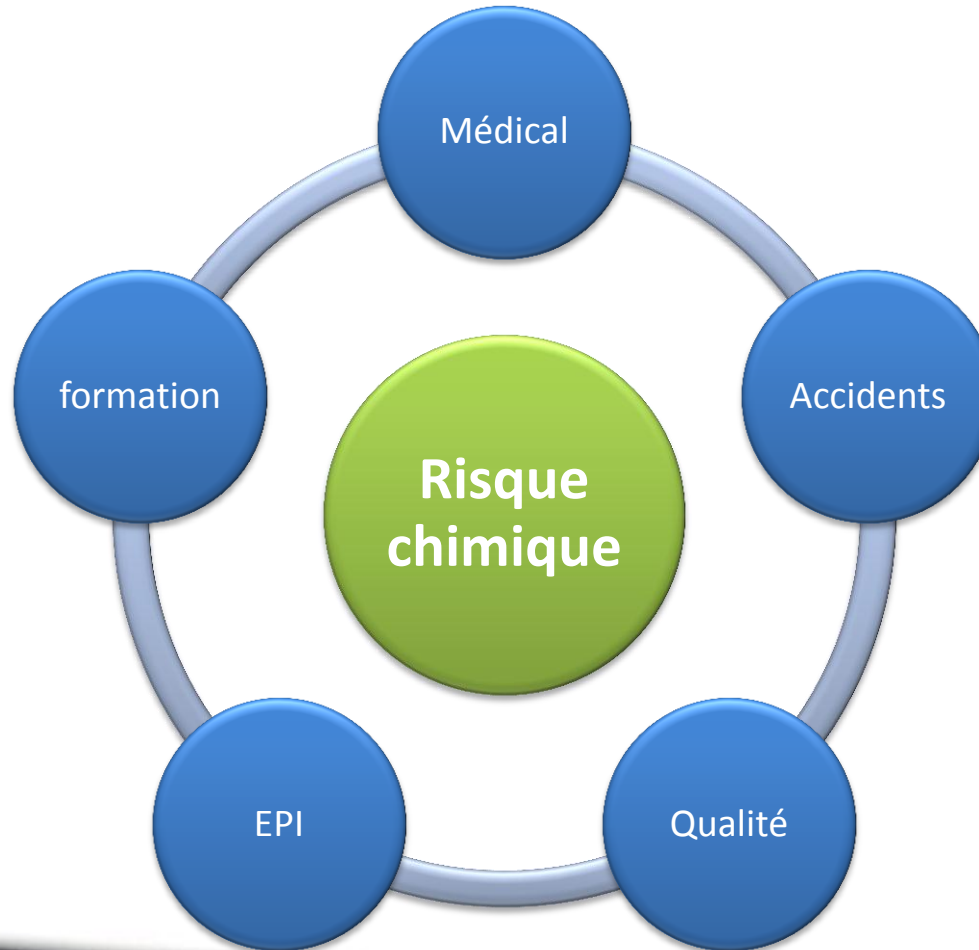 Médical
formation
Accidents
Risque
chimique
EPI
Qualité